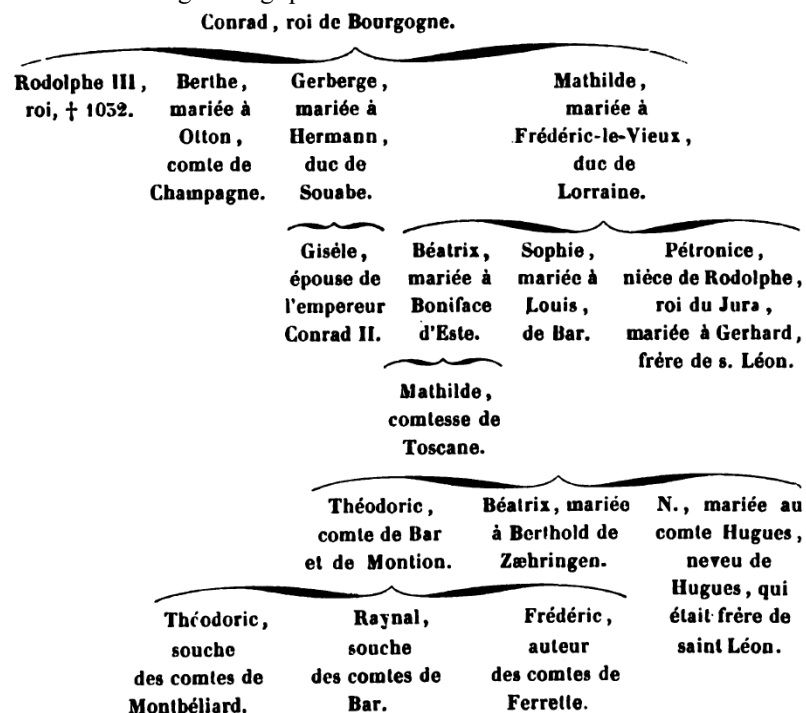 Conrad, roi de Bourgogne.
Rodolphe III,
roi, † 1032.
Berthe,
mariée à
Otton,
comte de
Champagne.
Gerberge,
mariée à
Hermann,
duc de
Souabe.
Mathilde,
mariée à
Frédéric-le-Vieux,
duc de
Lorraine.
Gisèle,
épouse de
l'empereur
Conrad II.
Béatrix,
mariée à
Boniface
d'Este.
Sophie,
mariée à
Louis,
de Bar.
Pétronice,
nièce de Rodolphe,
roi du Jura,
mariée à Gerhard,
frère de s. Léon.
Mathilde,
comtesse de
Toscane.
Théodoric,
comte de Bar
et de Montion.
Béatrix, mariée
à Berthold de
Zæhringen.
N., mariée au
comte Hugues,
neveu de
Hugues, qui
était frère de
saint Léon.
Théodoric,
souche
des comtes de
Montbéliard.
Raynal,
souche
des comtes de
Bar.
Frédéric,
auteur
des comtes de
Ferrette.